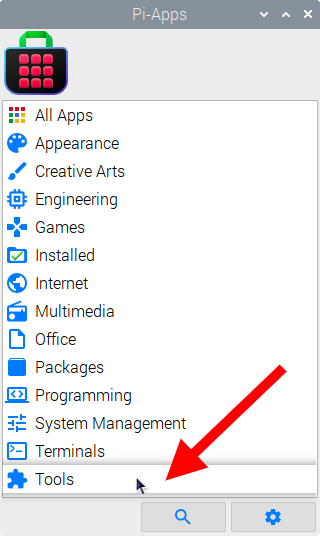 Pi-Apps
All Apps
Appearance
Creative Arts
Engineering
Games
Installed
Internet
Multimedia
Office
Packages
Programming
System Management
Terminals
Tools